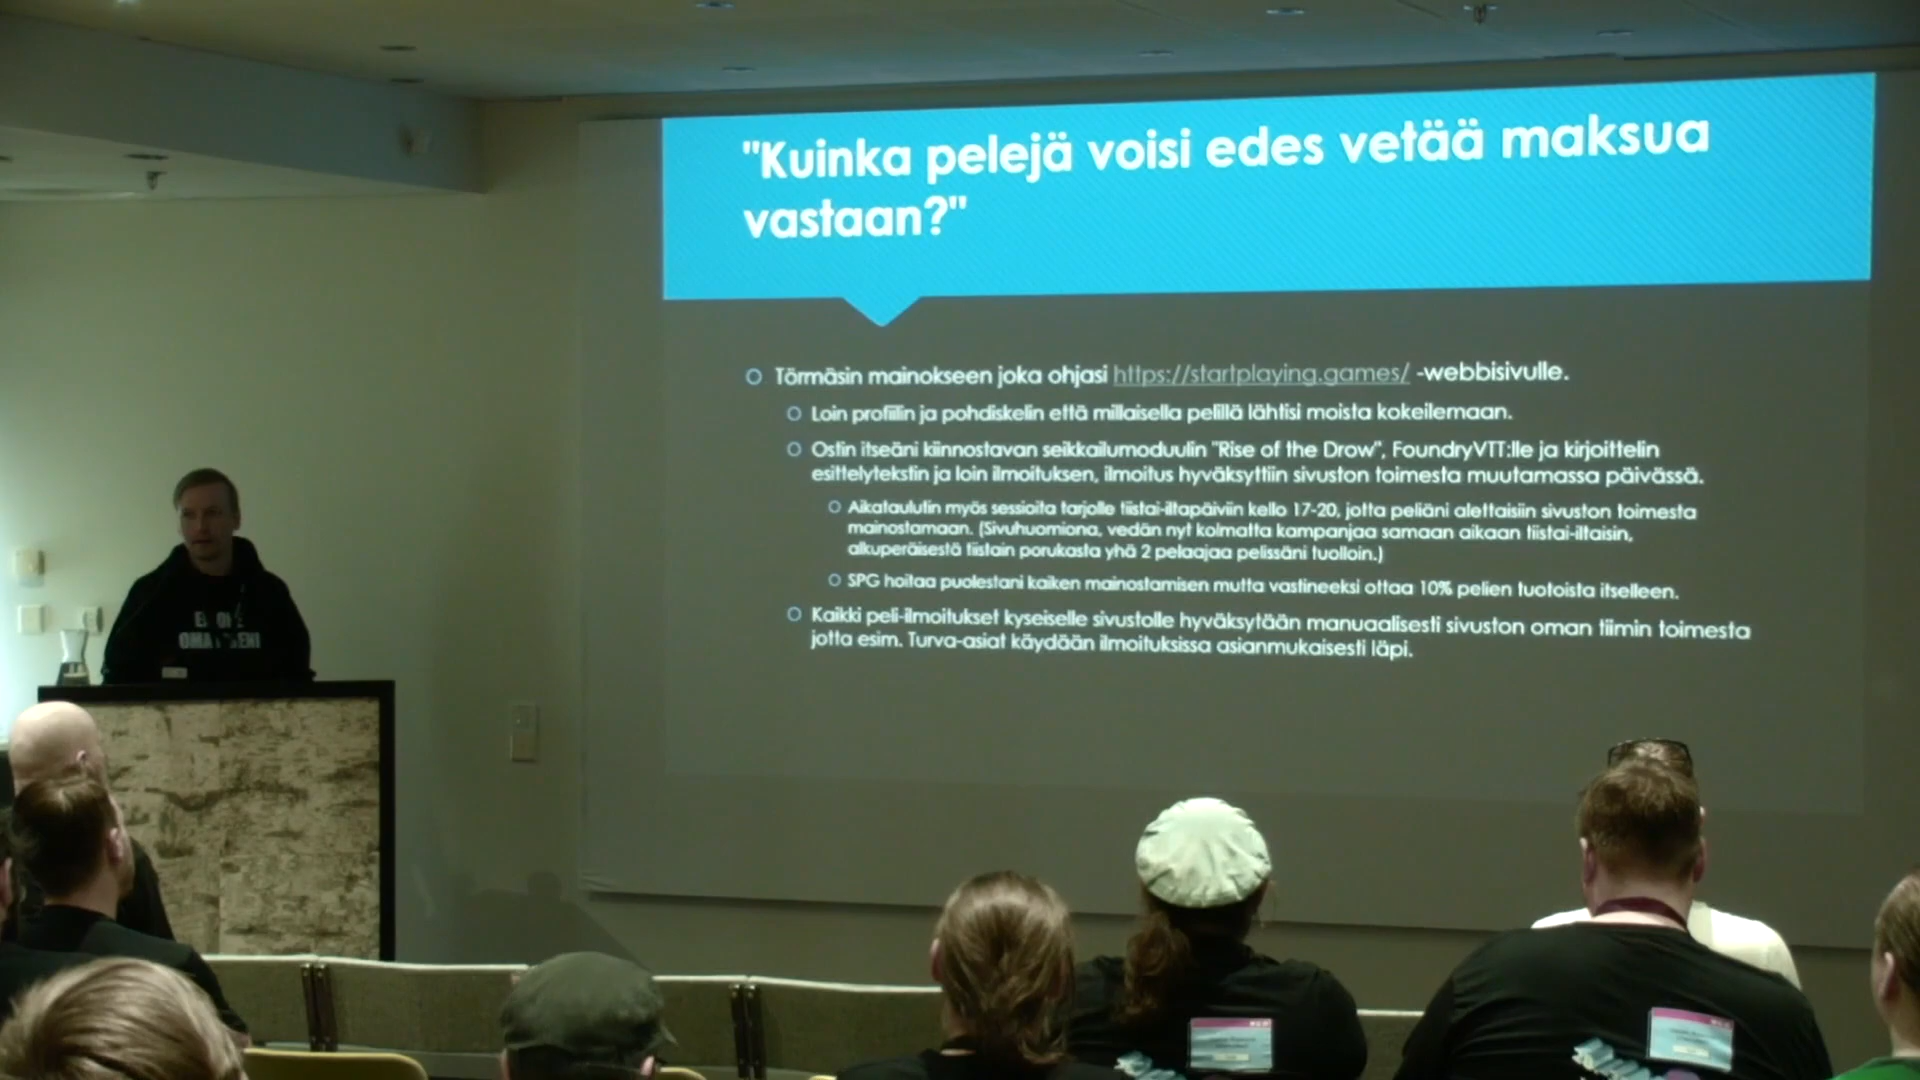 "Kuinka pelejä voisi edes vetää maksua
vastaan?"
Törmäsin mainokseen joka ohjasi https://startplaying.games/ -webbisivulle.
Loin profiilin ja pohdiskelin että millaisella pelillä lähtisi moista kokeilemaan.
Ostin itseäni kiinnostavan seikkailumoduulin "Rise of the Drow", FoundryVTT:lle ja kirjoittelin
esittelytekstin ja loin ilmoituksen, ilmoitus hyväksyttiin sivuston toimesta muutamassa päivässä.
Aikataulutin myös sessioita tarjolle tiistai-iltapäiviin kello 17-20, jotta peliäni alettaisiin sivuston toimesta
mainostamaan. (Sivuhuomiona, vedän nyt kolmatta kampanjaa samaan aikaan tiistai-iltaisin,
alkuperäisestä tiistain porukasta yhä 2 pelaajaa pelissäni tuolloin.)
SPG hoitaa puolestani kaiken mainostamisen mutta vastineeksi ottaa 10% pelien tuotoista itselleen.
Kaikki peli-ilmoitukset kyseiselle sivustolle hyväksytään manuaalisesti sivuston oman tiimin toimesta
jotta esim. Turva-asiat käydään ilmoituksissa asianmukaisesti läpi.